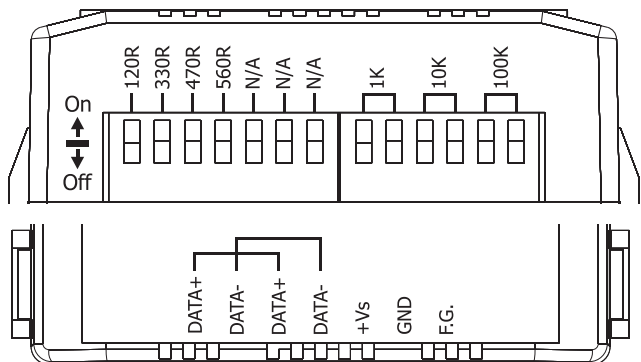 120R
330R
470R
560R
N/A
N/A
N/A
1K
10K
100K
On
Off
DATA+
DATA-
DATA+
DATA-
+Vs
GND
F.G.